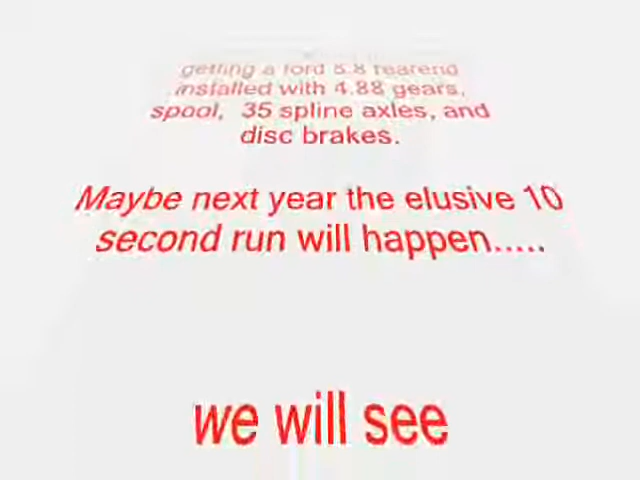 getting a ford 8.8 rearend
installed with 4.88 gears,
spool, 35 spline axles, and
disc brakes.
Maybe next year the elusive 10
second run will happen.....
we will see